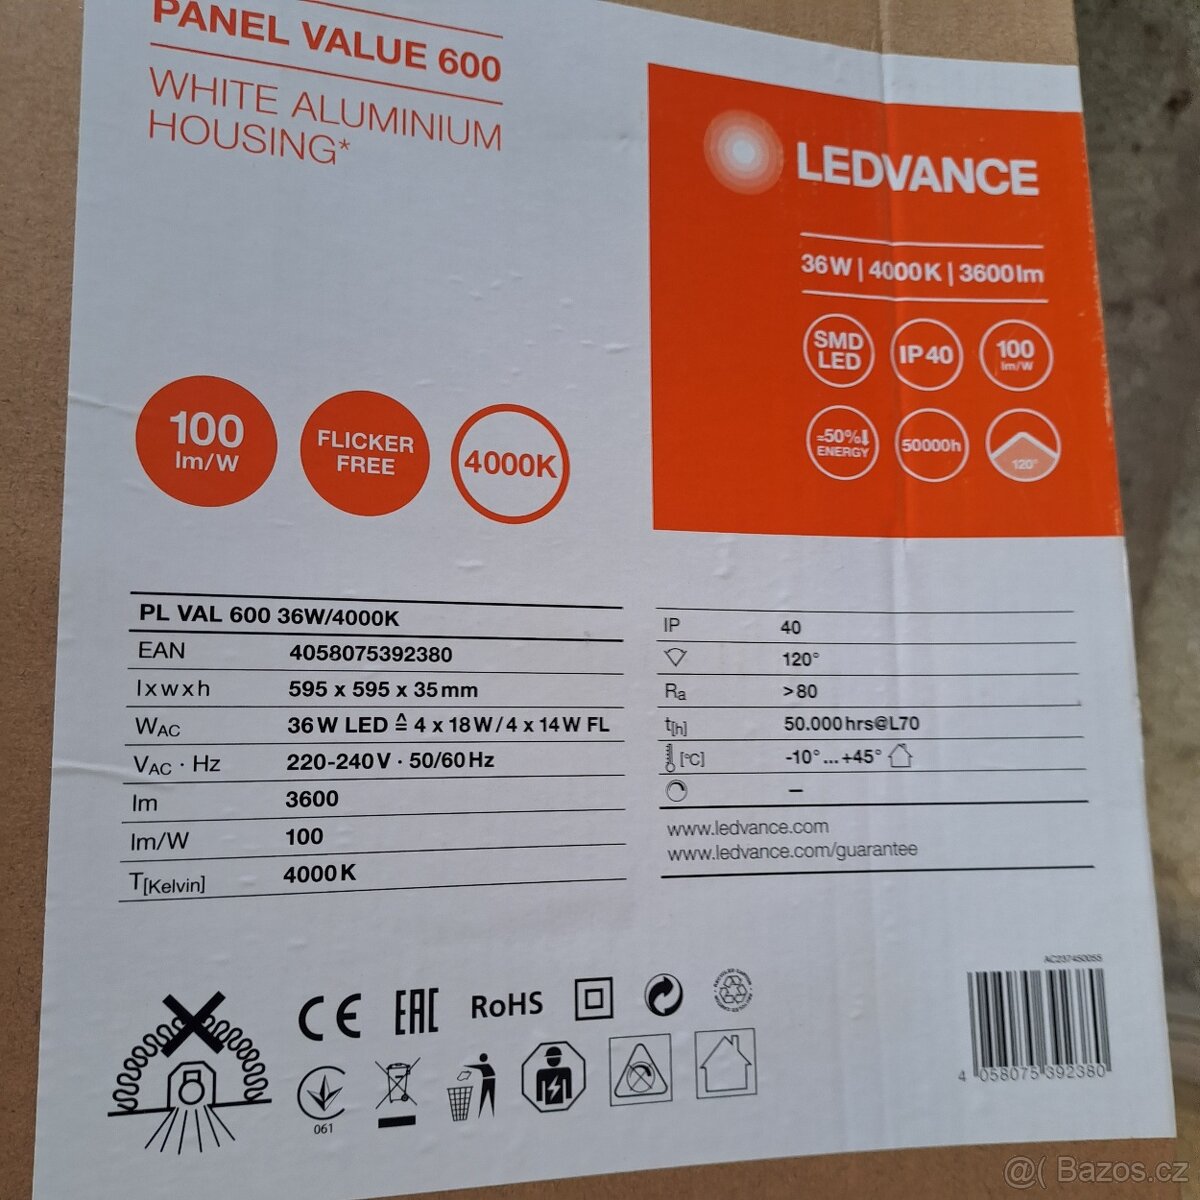 PANEL VALUE 600
WHITE ALUMINIUM
HOUSING*
LEDVANCE
36W | 4000K | 3600lm
SMD
LED
IP40
100
lm/W
≈50%
ENERGY
50000h
120°
100
lm/W
FLICKER
FREE
4000K
PL VAL 600 36W/4000K
EAN 4058075392380
lxwxh 595 x 595 x 35 mm
WAC 36W LED ≙ 4 x 18W/4 x 14W FL
VAC · Hz 220-240V · 50/60Hz
lm 3600
lm/W 100
T[Kelvin] 4000K
IP 40
120°
Ra >80
t[h] 50.000hrs@L70
[°C] -10°...+45°
–
www.ledvance.com
www.ledvance.com/guarantee
CE EAC RoHS
061
AC237450055
4 058075 392380
@( Bazos.cz